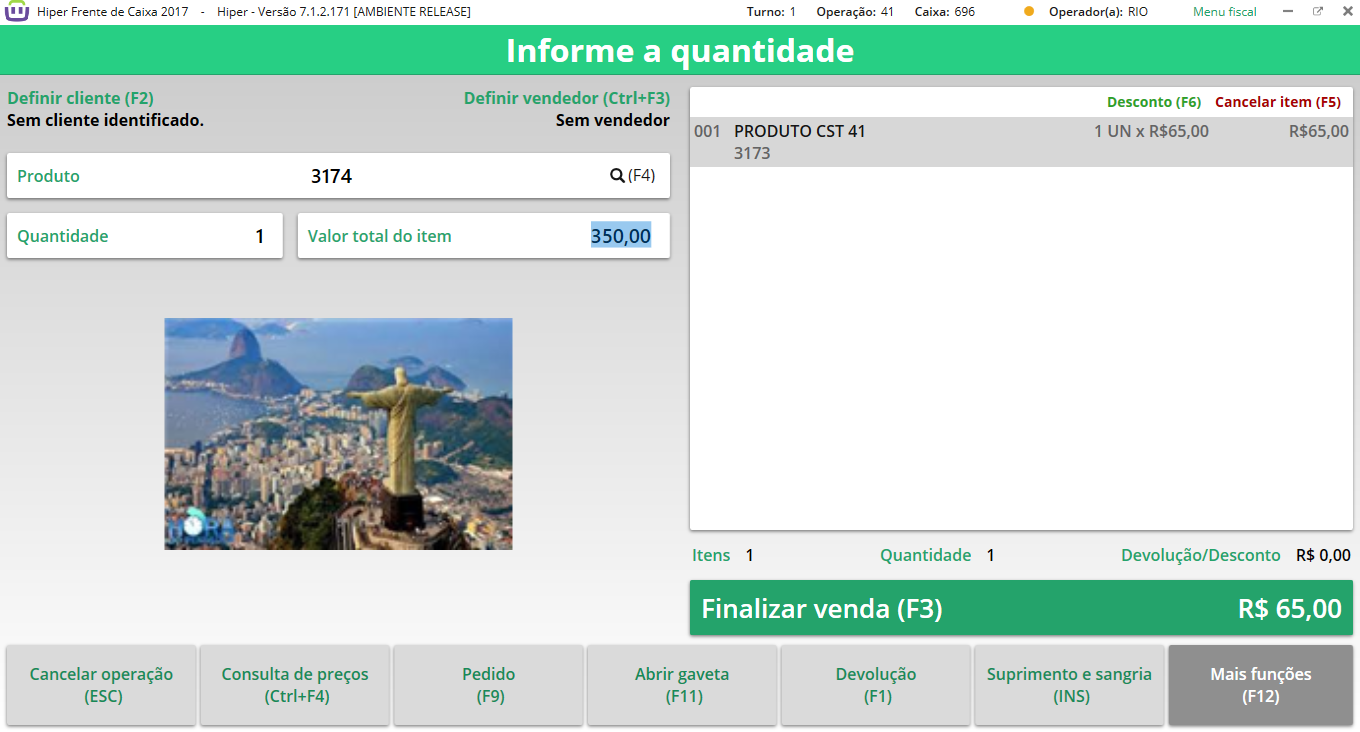 Hiper Frente de Caixa 2017 - Hiper - Versão 7.1.2.171 [AMBIENTE RELEASE] Turno: 1 Operação: 41 Caixa: 696 Operador(a): RIO Menu fiscal
Informe a quantidade
Definir cliente (F2) Definir vendedor (Ctrl+F3)
Sem cliente identificado. Sem vendedor
Produto 3174 (F4)
Quantidade 1 Valor total do item 350,00
HORA
Desconto (F6) Cancelar item (F5)
001 PRODUTO CST 41 1 UN x R$65,00 R$65,00
3173
Itens 1 Quantidade 1 Devolução/Desconto R$ 0,00
Finalizar venda (F3) R$ 65,00
Cancelar operação
(ESC)
Consulta de preços
(Ctrl+F4)
Pedido
(F9)
Abrir gaveta
(F11)
Devolução
(F1)
Suprimento e sangria
(INS)
Mais funções
(F12)